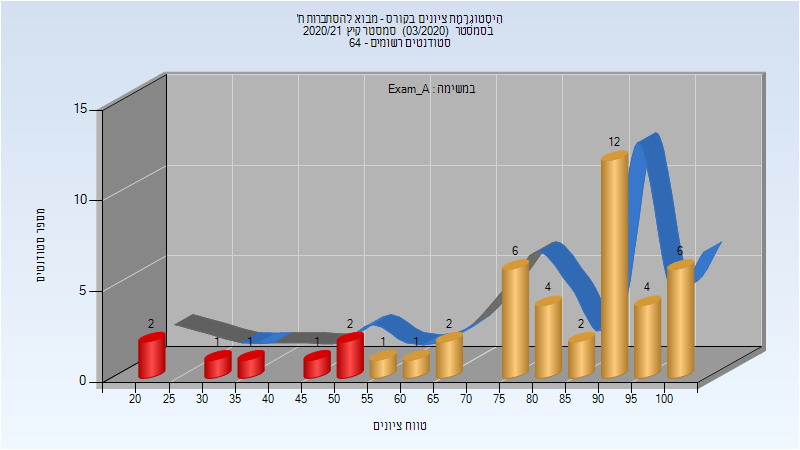 היסטוגרמת ציונים בקורס - מבוא להסתברות ח'
בסמסטר (03/2020) סמסטר קיץ 2020/21
סטודנטים רשומים - 64
במשימה : Exam_A
מספר סטודנטים
15
10
5
0
2 1 1 1 2 1 1 2 6 4 2 12 4 6
20 25 30 35 40 45 50 55 60 65 70 75 80 85 90 95 100
טווח ציונים